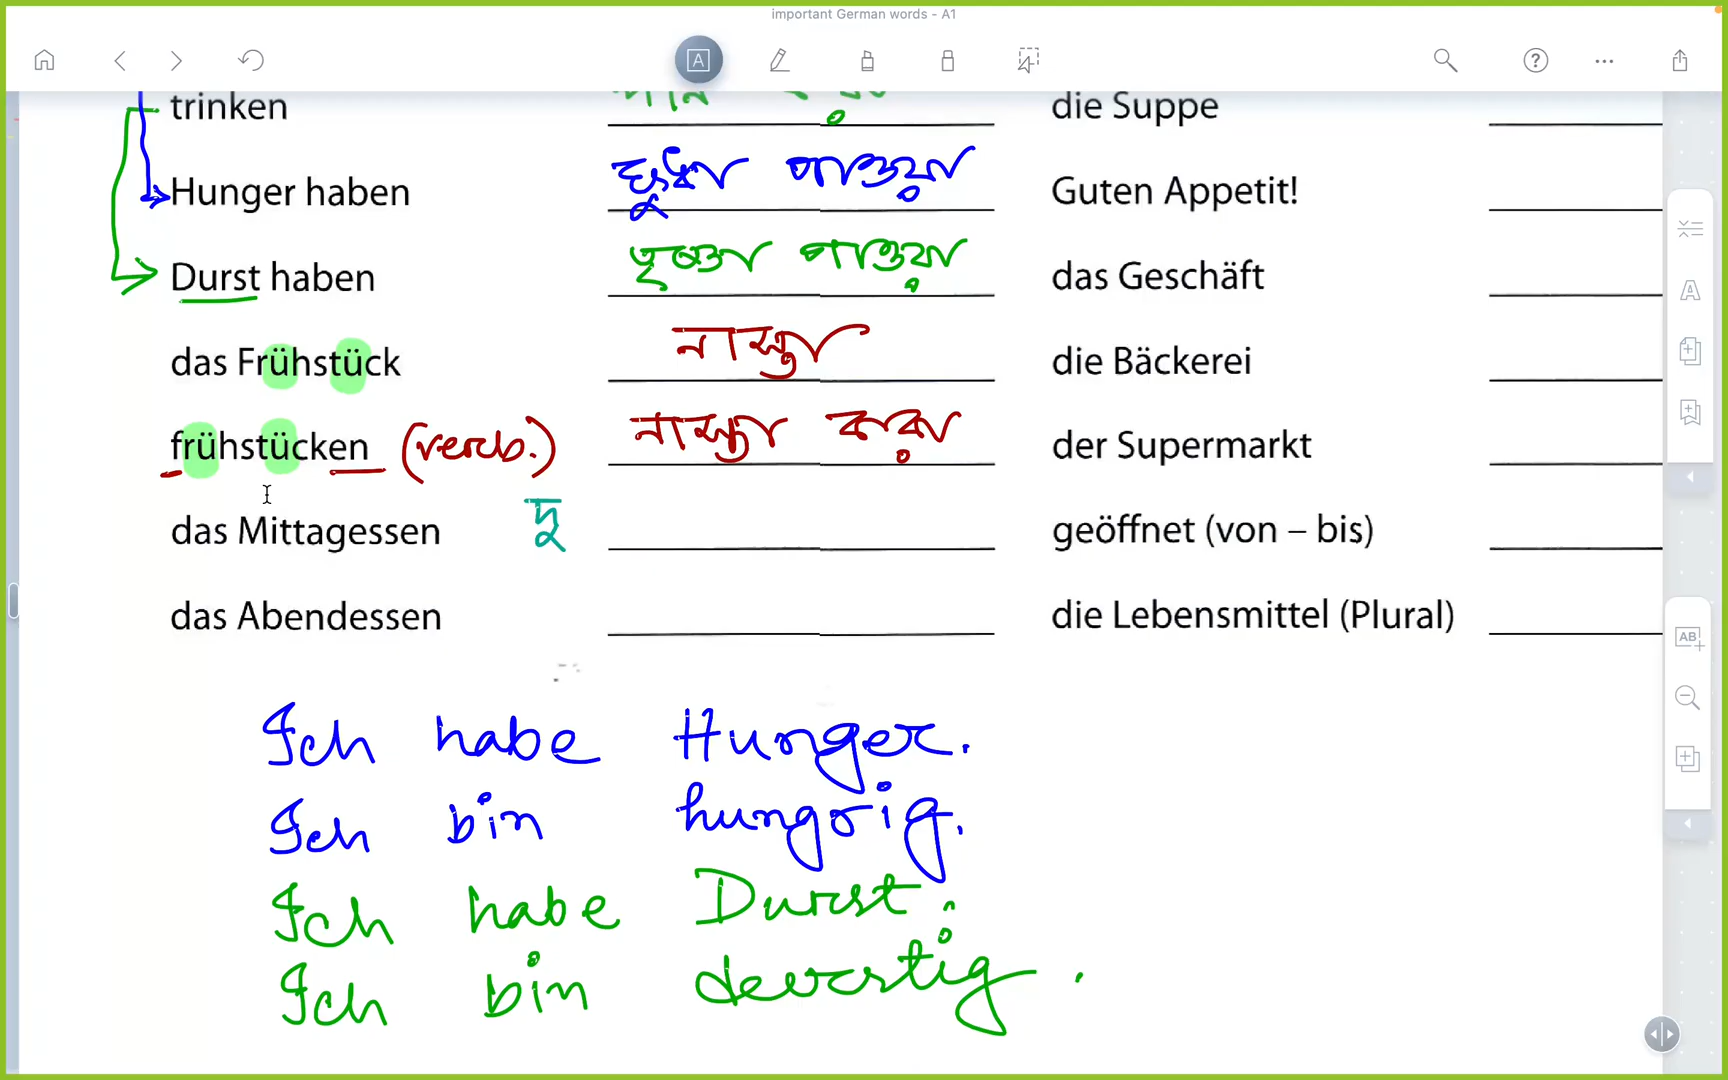 important German words - A1
trinken
die Suppe
Hunger haben ক্ষুধা পাওয়া
Guten Appetit!
Durst haben তৃষ্ণা পাওয়া
das Geschäft
das Frühstück নাস্তা
die Bäckerei
frühstücken (verb.) নাস্তা করা
der Supermarkt
das Mittagessen দু
geöffnet (von – bis)
das Abendessen
die Lebensmittel (Plural)
Ich habe Hunger.
Ich bin hungrig.
Ich habe Durst.
Ich bin durstig.